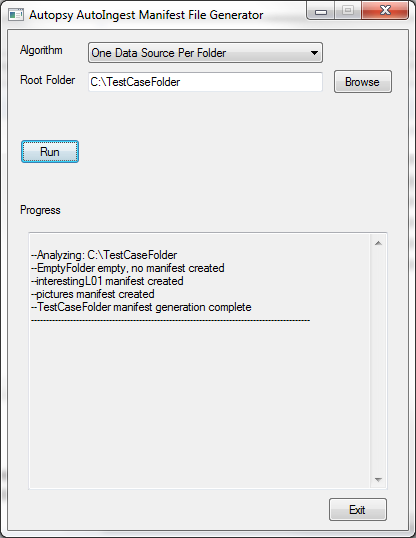 Autopsy AutoIngest Manifest File Generator
Algorithm
One Data Source Per Folder
Root Folder
C:\TestCaseFolder
Browse
Run
Progress
--Analyzing: C:\TestCaseFolder
--EmptyFolder empty, no manifest created
--interestingL01 manifest created
--pictures manifest created
--TestCaseFolder manifest generation complete
--------------------------------------------------------------------------------------------
Exit